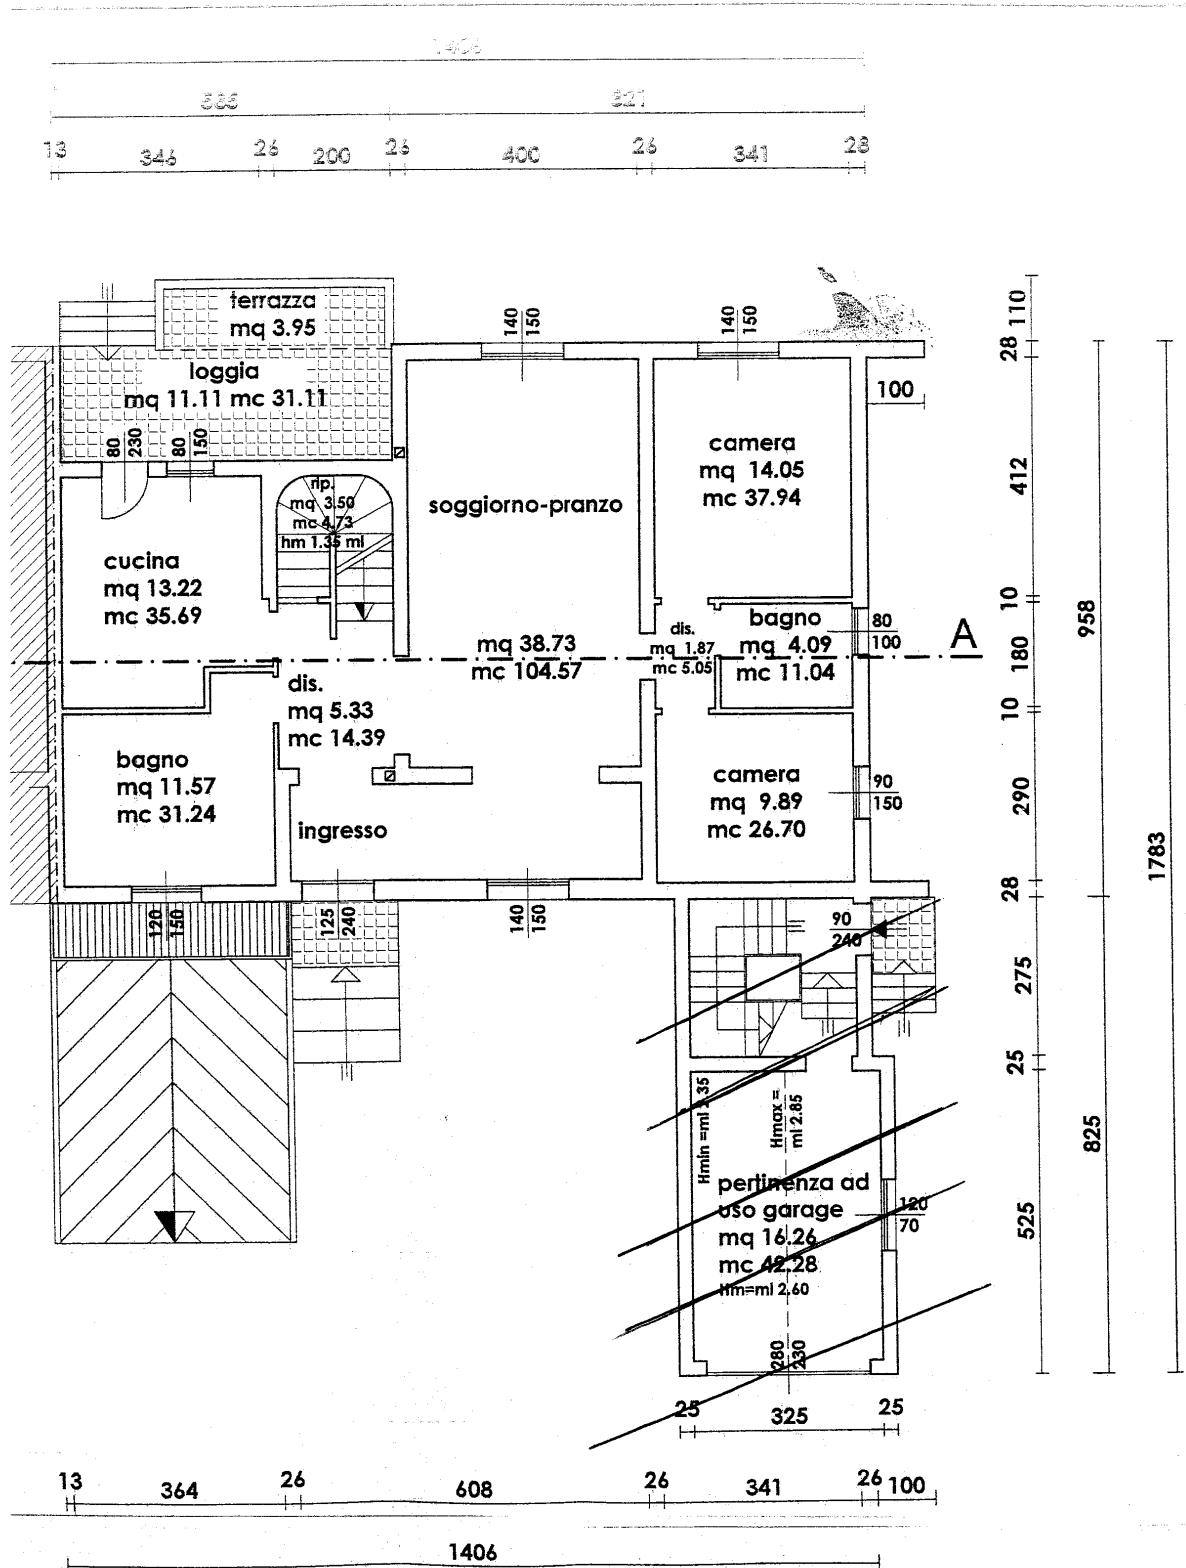 1406
585 821
13 346 26 200 26 400 26 341 28
terrazza
mq 3.95
140
150
140
150
110
28
loggia
mq 11.11 mc 31.11
100
80
230
80
150
camera
mq 14.05
mc 37.94
412
rip.
mq 3.50
mc 4.73
hm 1.35 ml
soggiorno-pranzo
cucina
mq 13.22
mc 35.69
10
bagno
mq 4.09
mc 11.04
80
100
A
958
dis.
mq 1.87
mc 5.05
mq 38.73
mc 104.57
180
dis.
mq 5.33
mc 14.39
10
bagno
mq 11.57
mc 31.24
camera
mq 9.89
mc 26.70
90
150
290
ingresso
1783
28
120
150
125
240
140
150
90
240
275
25
Hmin =ml 2.35
Hmax =
ml 2.85
825
pertinenza ad
uso garage
mq 16.26
mc 42.28
Hm=ml 2.60
120
70
525
280
230
25 325 25
13 364 26 608 26 341 26 100
1406